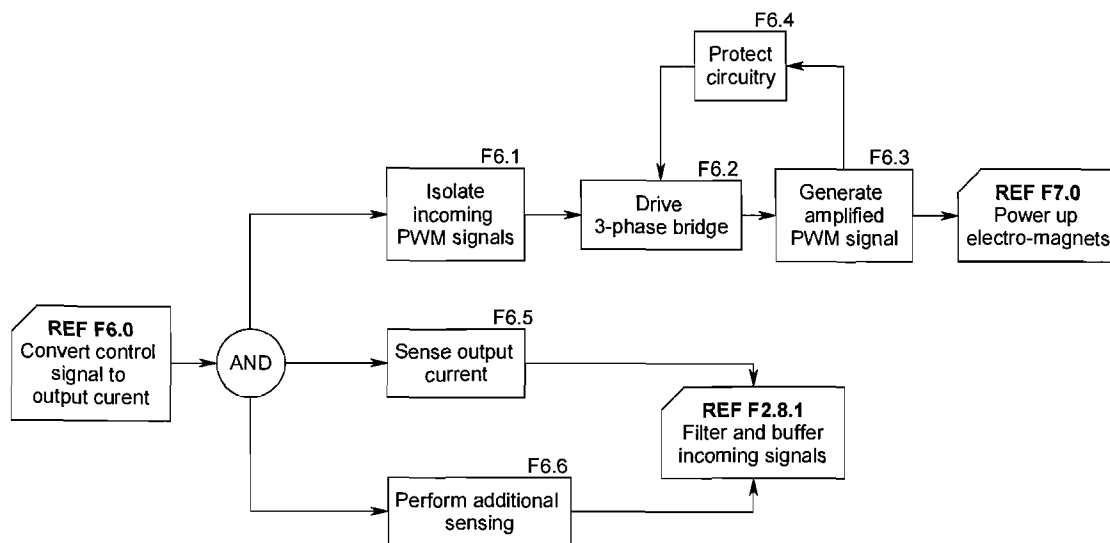 F6.4
Protect
circuitry
F6.1
Isolate
incoming
PWM signals
F6.2
Drive
3-phase bridge
F6.3
Generate
amplified
PWM signal
REF F7.0
Power up
electro-magnets
REF F6.0
Convert control
signal to
output curent
AND
F6.5
Sense output
current
REF F2.8.1
Filter and buffer
incoming signals
F6.6
Perform additional
sensing